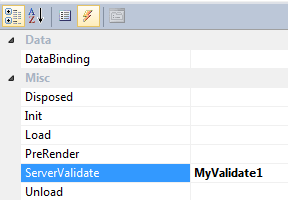 Data
DataBinding
Misc
Disposed
Init
Load
PreRender
ServerValidate MyValidate1
Unload